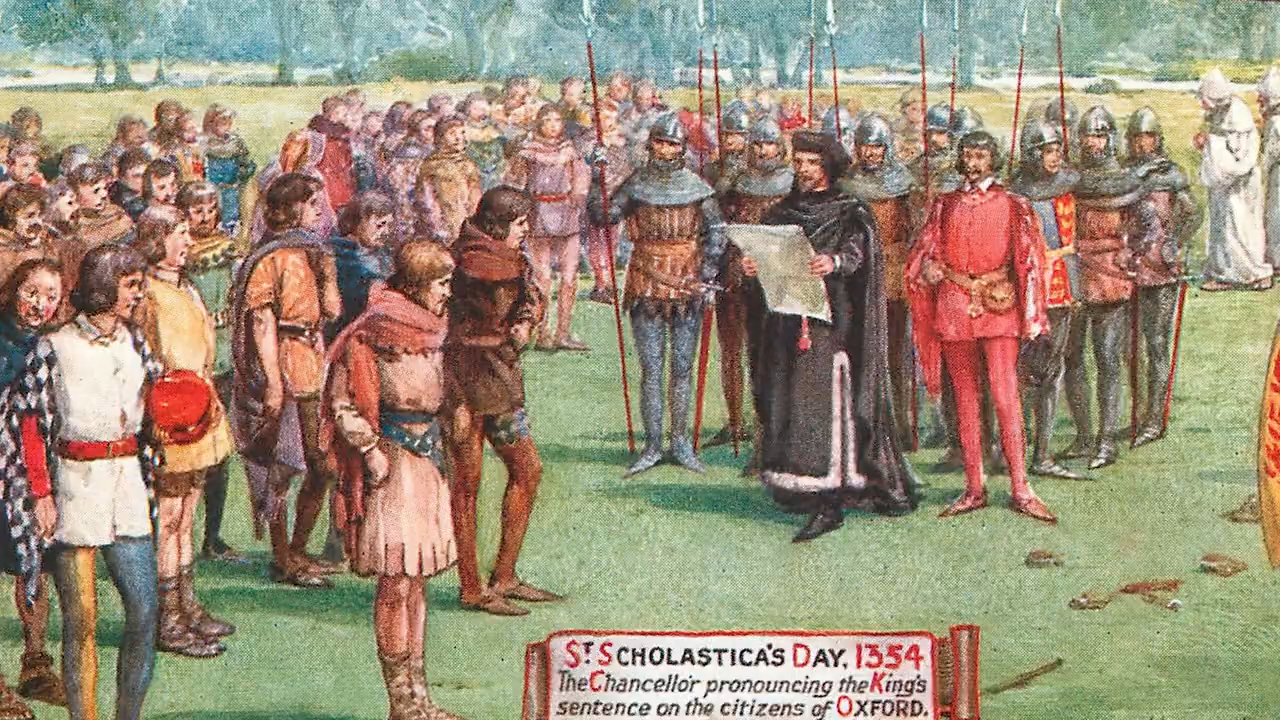 ST SCHOLASTICA'S DAY, 1354
The Chancellor pronouncing the King's
sentence on the citizens of OXFORD.